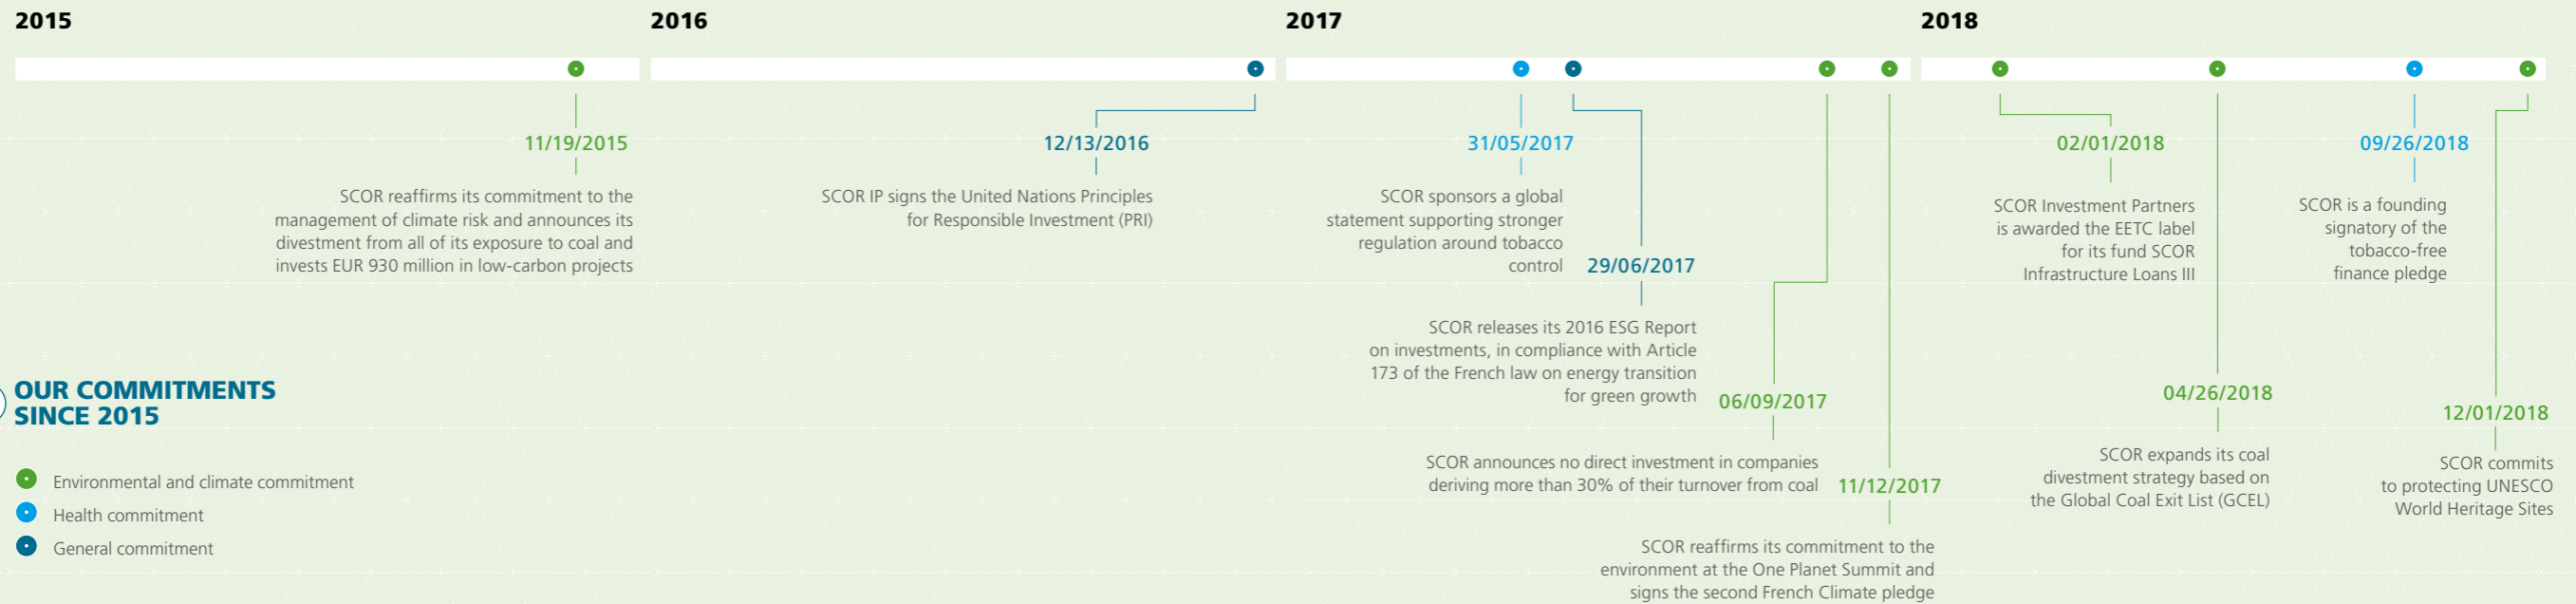 2015
2016
2017
2018
11/19/2015
SCOR reaffirms its commitment to the
management of climate risk and announces its
divestment from all of its exposure to coal and
invests EUR 930 million in low-carbon projects
12/13/2016
SCOR IP signs the United Nations Principles
for Responsible Investment (PRI)
31/05/2017
SCOR sponsors a global
statement supporting stronger
regulation around tobacco
control
29/06/2017
SCOR releases its 2016 ESG Report
on investments, in compliance with Article
173 of the French law on energy transition
for green growth
06/09/2017
SCOR announces no direct investment in companies
deriving more than 30% of their turnover from coal
11/12/2017
SCOR reaffirms its commitment to the
environment at the One Planet Summit and
signs the second French Climate pledge
02/01/2018
SCOR Investment Partners
is awarded the EETC label
for its fund SCOR
Infrastructure Loans III
04/26/2018
SCOR expands its coal
divestment strategy based on
the Global Coal Exit List (GCEL)
09/26/2018
SCOR is a founding
signatory of the
tobacco-free
finance pledge
12/01/2018
SCOR commits
to protecting UNESCO
World Heritage Sites
OUR COMMITMENTS
SINCE 2015
Environmental and climate commitment
Health commitment
General commitment